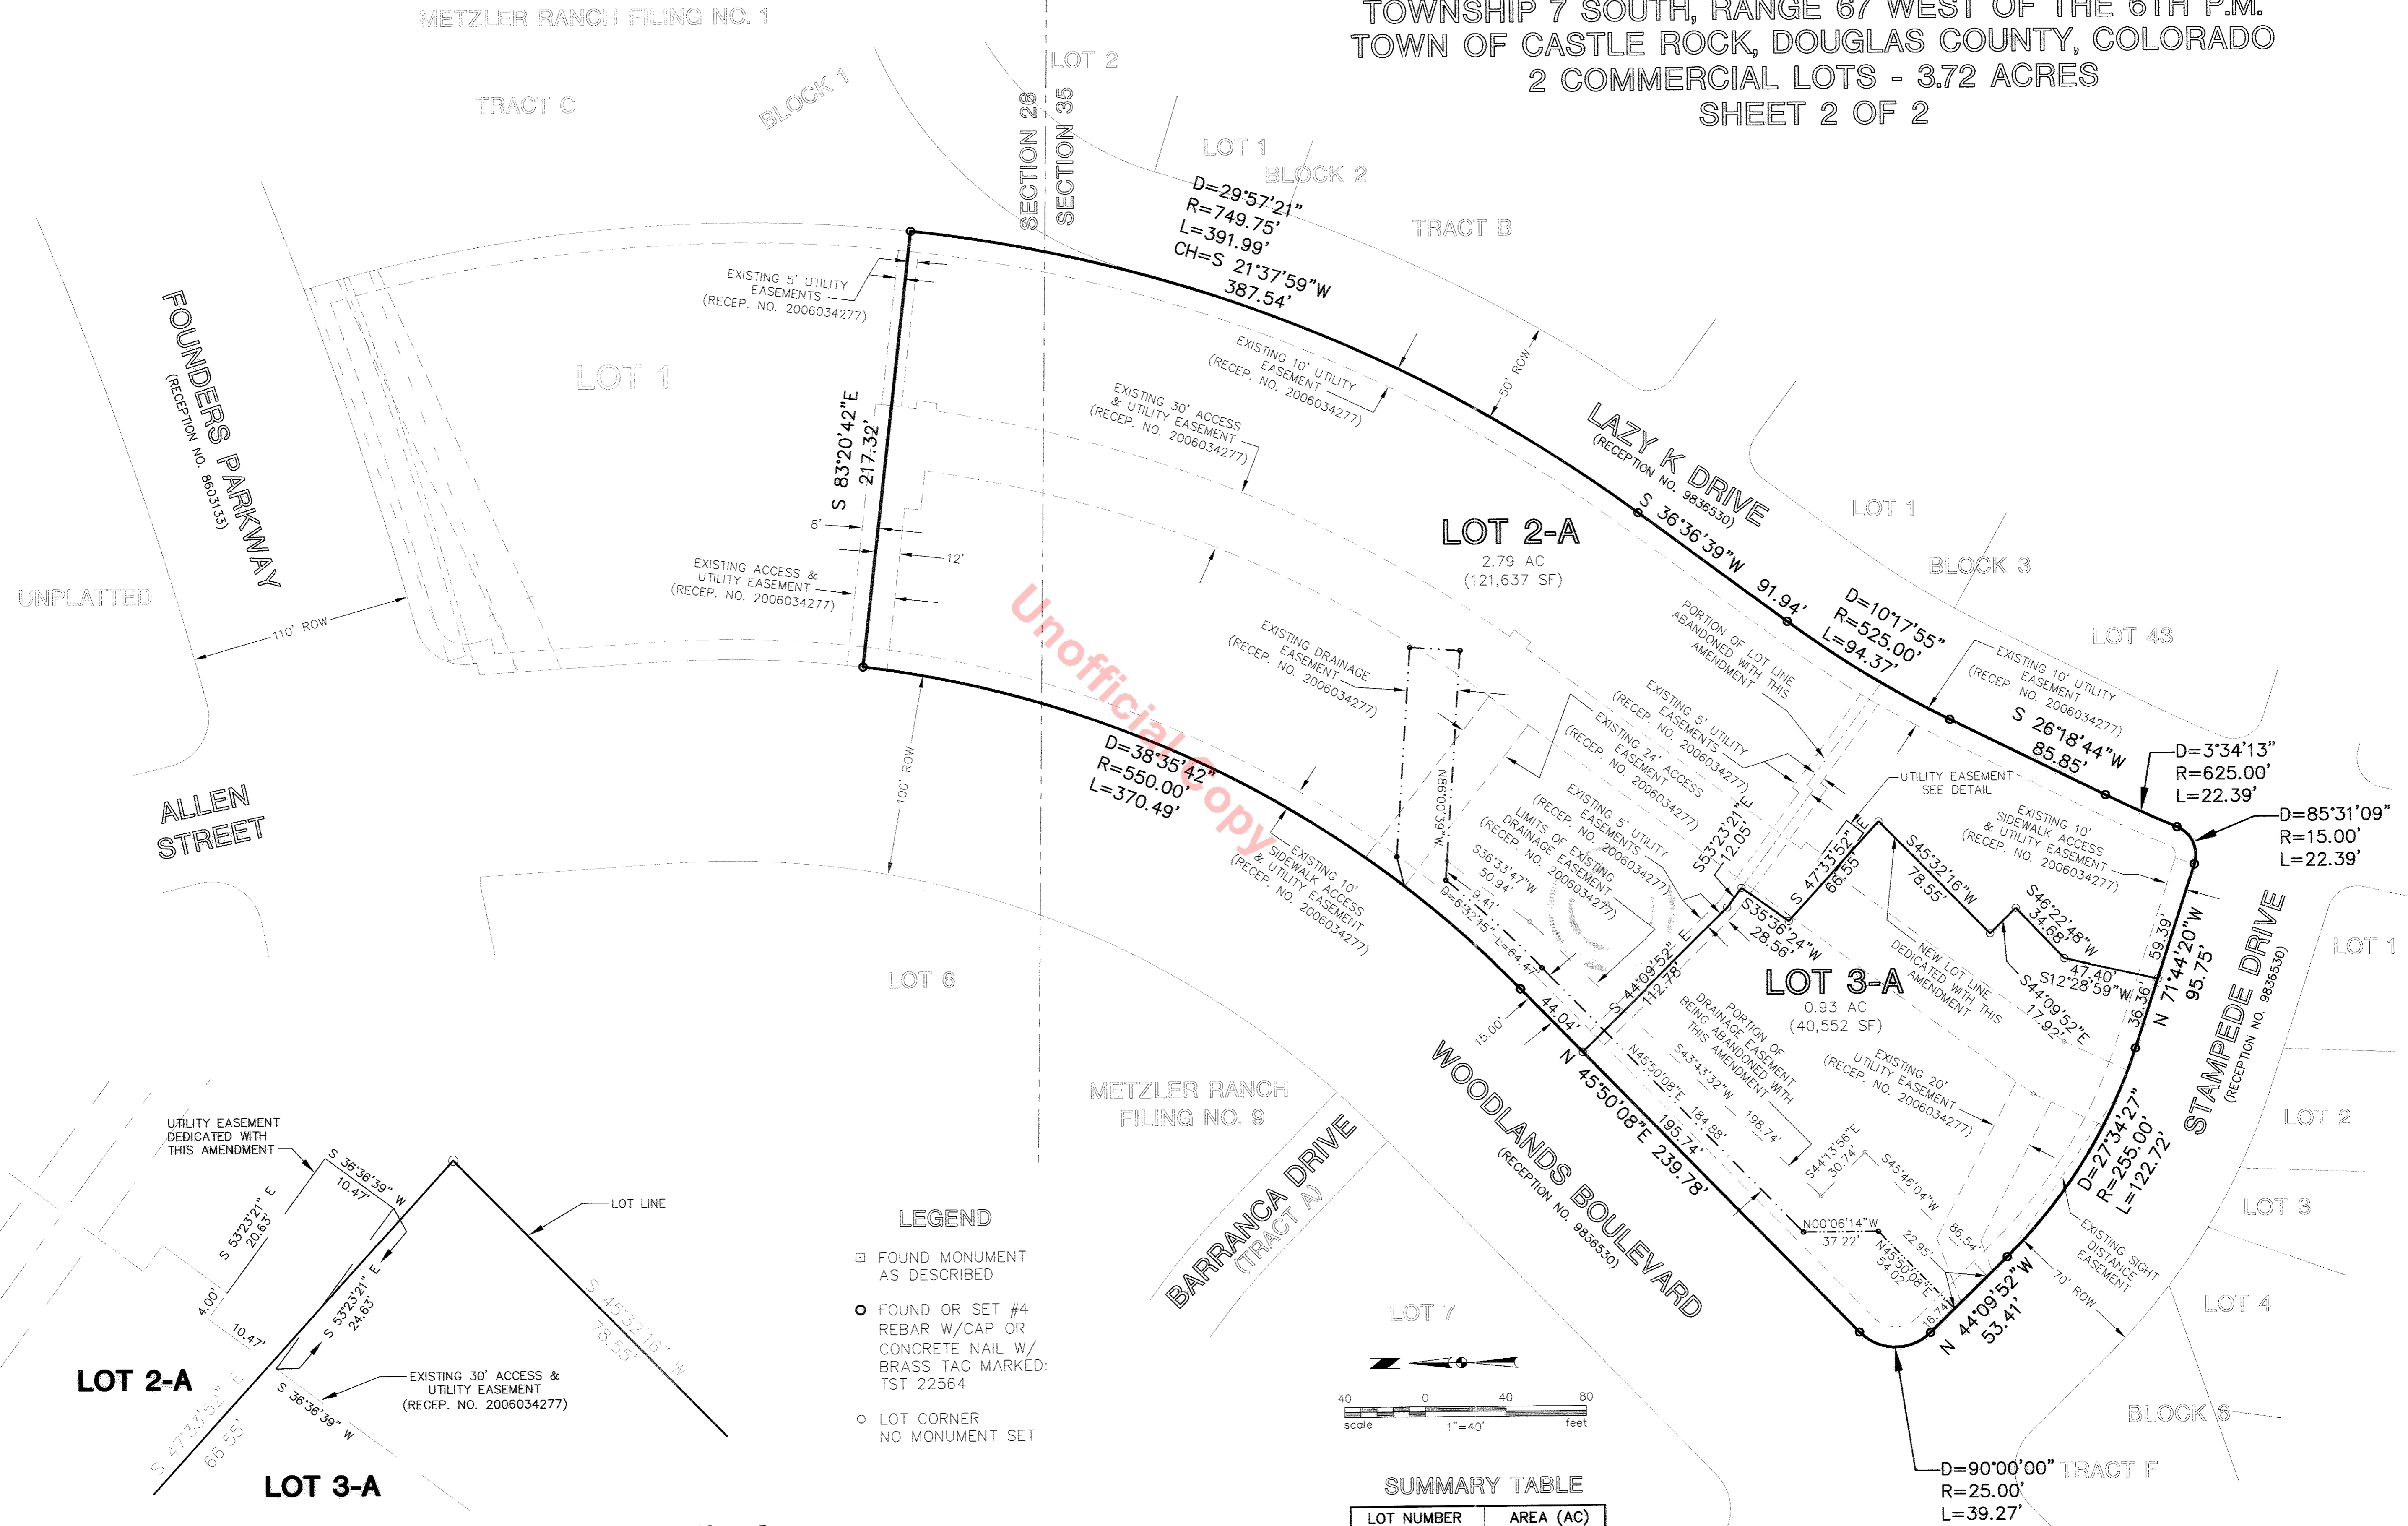 METZLER RANCH FILING NO. 1
TOWNSHIP 7 SOUTH, RANGE 67 WEST OF THE 6TH P.M.
TOWN OF CASTLE ROCK, DOUGLAS COUNTY, COLORADO
2 COMMERCIAL LOTS - 3.72 ACRES
SHEET 2 OF 2
TRACT C
BLOCK 1
LOT 2
SECTION 26
SECTION 35
LOT 1
BLOCK 2
TRACT B
D=29°57'21"
R=749.75'
L=391.99'
CH=S 21°37'59"W
387.54'
EXISTING 5' UTILITY
EASEMENTS
(RECEP. NO. 2006034277)
FOUNDERS PARKWAY
(RECEPTION NO. 8603133)
LOT 1
S 83°20'42"E
217.32'
EXISTING 10' UTILITY
EASEMENT
(RECEP. NO. 2006034277)
EXISTING 30' ACCESS
& UTILITY EASEMENT
(RECEP. NO. 2006034277)
50' ROW
LAZY K DRIVE
(RECEPTION NO. 9836530)
S 36°36'39"W 91.94'
LOT 2-A
2.79 AC
(121,637 SF)
LOT 1
BLOCK 3
LOT 43
8'
12'
EXISTING ACCESS &
UTILITY EASEMENT
(RECEP. NO. 2006034277)
UNPLATTED
110' ROW
Unofficial Copy
D=10°17'55"
R=525.00'
L=94.37'
PORTION OF LOT LINE
ABANDONED WITH THIS
AMENDMENT
EXISTING DRAINAGE
EASEMENT
(RECEP. NO. 2006034277)
EXISTING 10' UTILITY
EASEMENT
(RECEP. NO. 2006034277)
S 26°18'44"W
85.85'
EXISTING 5' UTILITY
EASEMENTS
(RECEP. NO. 2006034277)
EXISTING 24' ACCESS
EASEMENT
(RECEP. NO. 2006034277)
D=3°34'13"
R=625.00'
L=22.39'
D=85°31'09"
R=15.00'
L=22.39'
UTILITY EASEMENT
SEE DETAIL
ALLEN
STREET
100' ROW
D=38°35'42"
R=550.00'
L=370.49'
N86°00'39"W
EXISTING 5' UTILITY
EASEMENTS
(RECEP. NO. 2006034277)
LIMITS OF EXISTING
DRAINAGE EASEMENT
(RECEP. NO. 2006034277)
S36°33'47"W
50.94'
9.41'
D=6°32'15" L=64.47'
S53°23'21"E
12.05'
S 47°33'52" E
66.55'
S45°32'16"W
78.55'
EXISTING 10'
SIDEWALK ACCESS
& UTILITY EASEMENT
(RECEP. NO. 2006034277)
S46°22'48"W
34.68'
47.40'
S12°28'59"W
S44°09'52"E
17.92'
59.39'
36.36'
N 71°44'20"W
95.75'
STAMPEDE DRIVE
(RECEPTION NO. 9836530)
LOT 1
EXISTING 10'
SIDEWALK ACCESS
& UTILITY EASEMENT
(RECEP. NO. 2006034277)
S35°36'24"W
28.56'
S 44°09'52" E
112.78'
NEW LOT LINE
DEDICATED WITH THIS
AMENDMENT
LOT 3-A
0.93 AC
(40,552 SF)
LOT 6
15.00'
44.04'
N 45°50'08"E 239.78'
PORTION OF
DRAINAGE EASEMENT
BEING ABANDONED WITH
THIS AMENDMENT
N45°50'08"E 184.88'
195.74'
S43°43'32"W 198.74'
EXISTING 20'
UTILITY EASEMENT
(RECEP. NO. 2006034277)
S44°13'56"E
30.74'
S45°46'04"W
86.54'
D=27°34'27"
R=255.00'
L=122.72'
LOT 2
LOT 3
LOT 4
METZLER RANCH
FILING NO. 9
BARRANCA DRIVE
(TRACT A)
WOODLANDS BOULEVARD
(RECEPTION NO. 9836530)
N00°06'14"W
37.22'
22.95'
N45°50'08"E
54.02'
16.74'
N 44°09'52"W
53.41'
EXISTING SIGHT
DISTANCE
EASEMENT
70' ROW
UTILITY EASEMENT
DEDICATED WITH
THIS AMENDMENT
S 36°36'39" W
10.47'
S 53°23'21" E
20.63'
4.00'
10.47'
S 53°23'21" E
24.63'
LOT LINE
S 45°32'16" W
78.55'
LOT 2-A
EXISTING 30' ACCESS &
UTILITY EASEMENT
(RECEP. NO. 2006034277)
S 36°36'39" W
S 47°33'52" E
66.55'
LOT 3-A
LEGEND
FOUND MONUMENT
AS DESCRIBED
FOUND OR SET #4
REBAR W/CAP OR
CONCRETE NAIL W/
BRASS TAG MARKED:
TST 22564
LOT CORNER
NO MONUMENT SET
LOT 7
40 0 40 80
scale 1"=40' feet
BLOCK 6
TRACT F
D=90°00'00"
R=25.00'
L=39.27'
SUMMARY TABLE
LOT NUMBER AREA (AC)